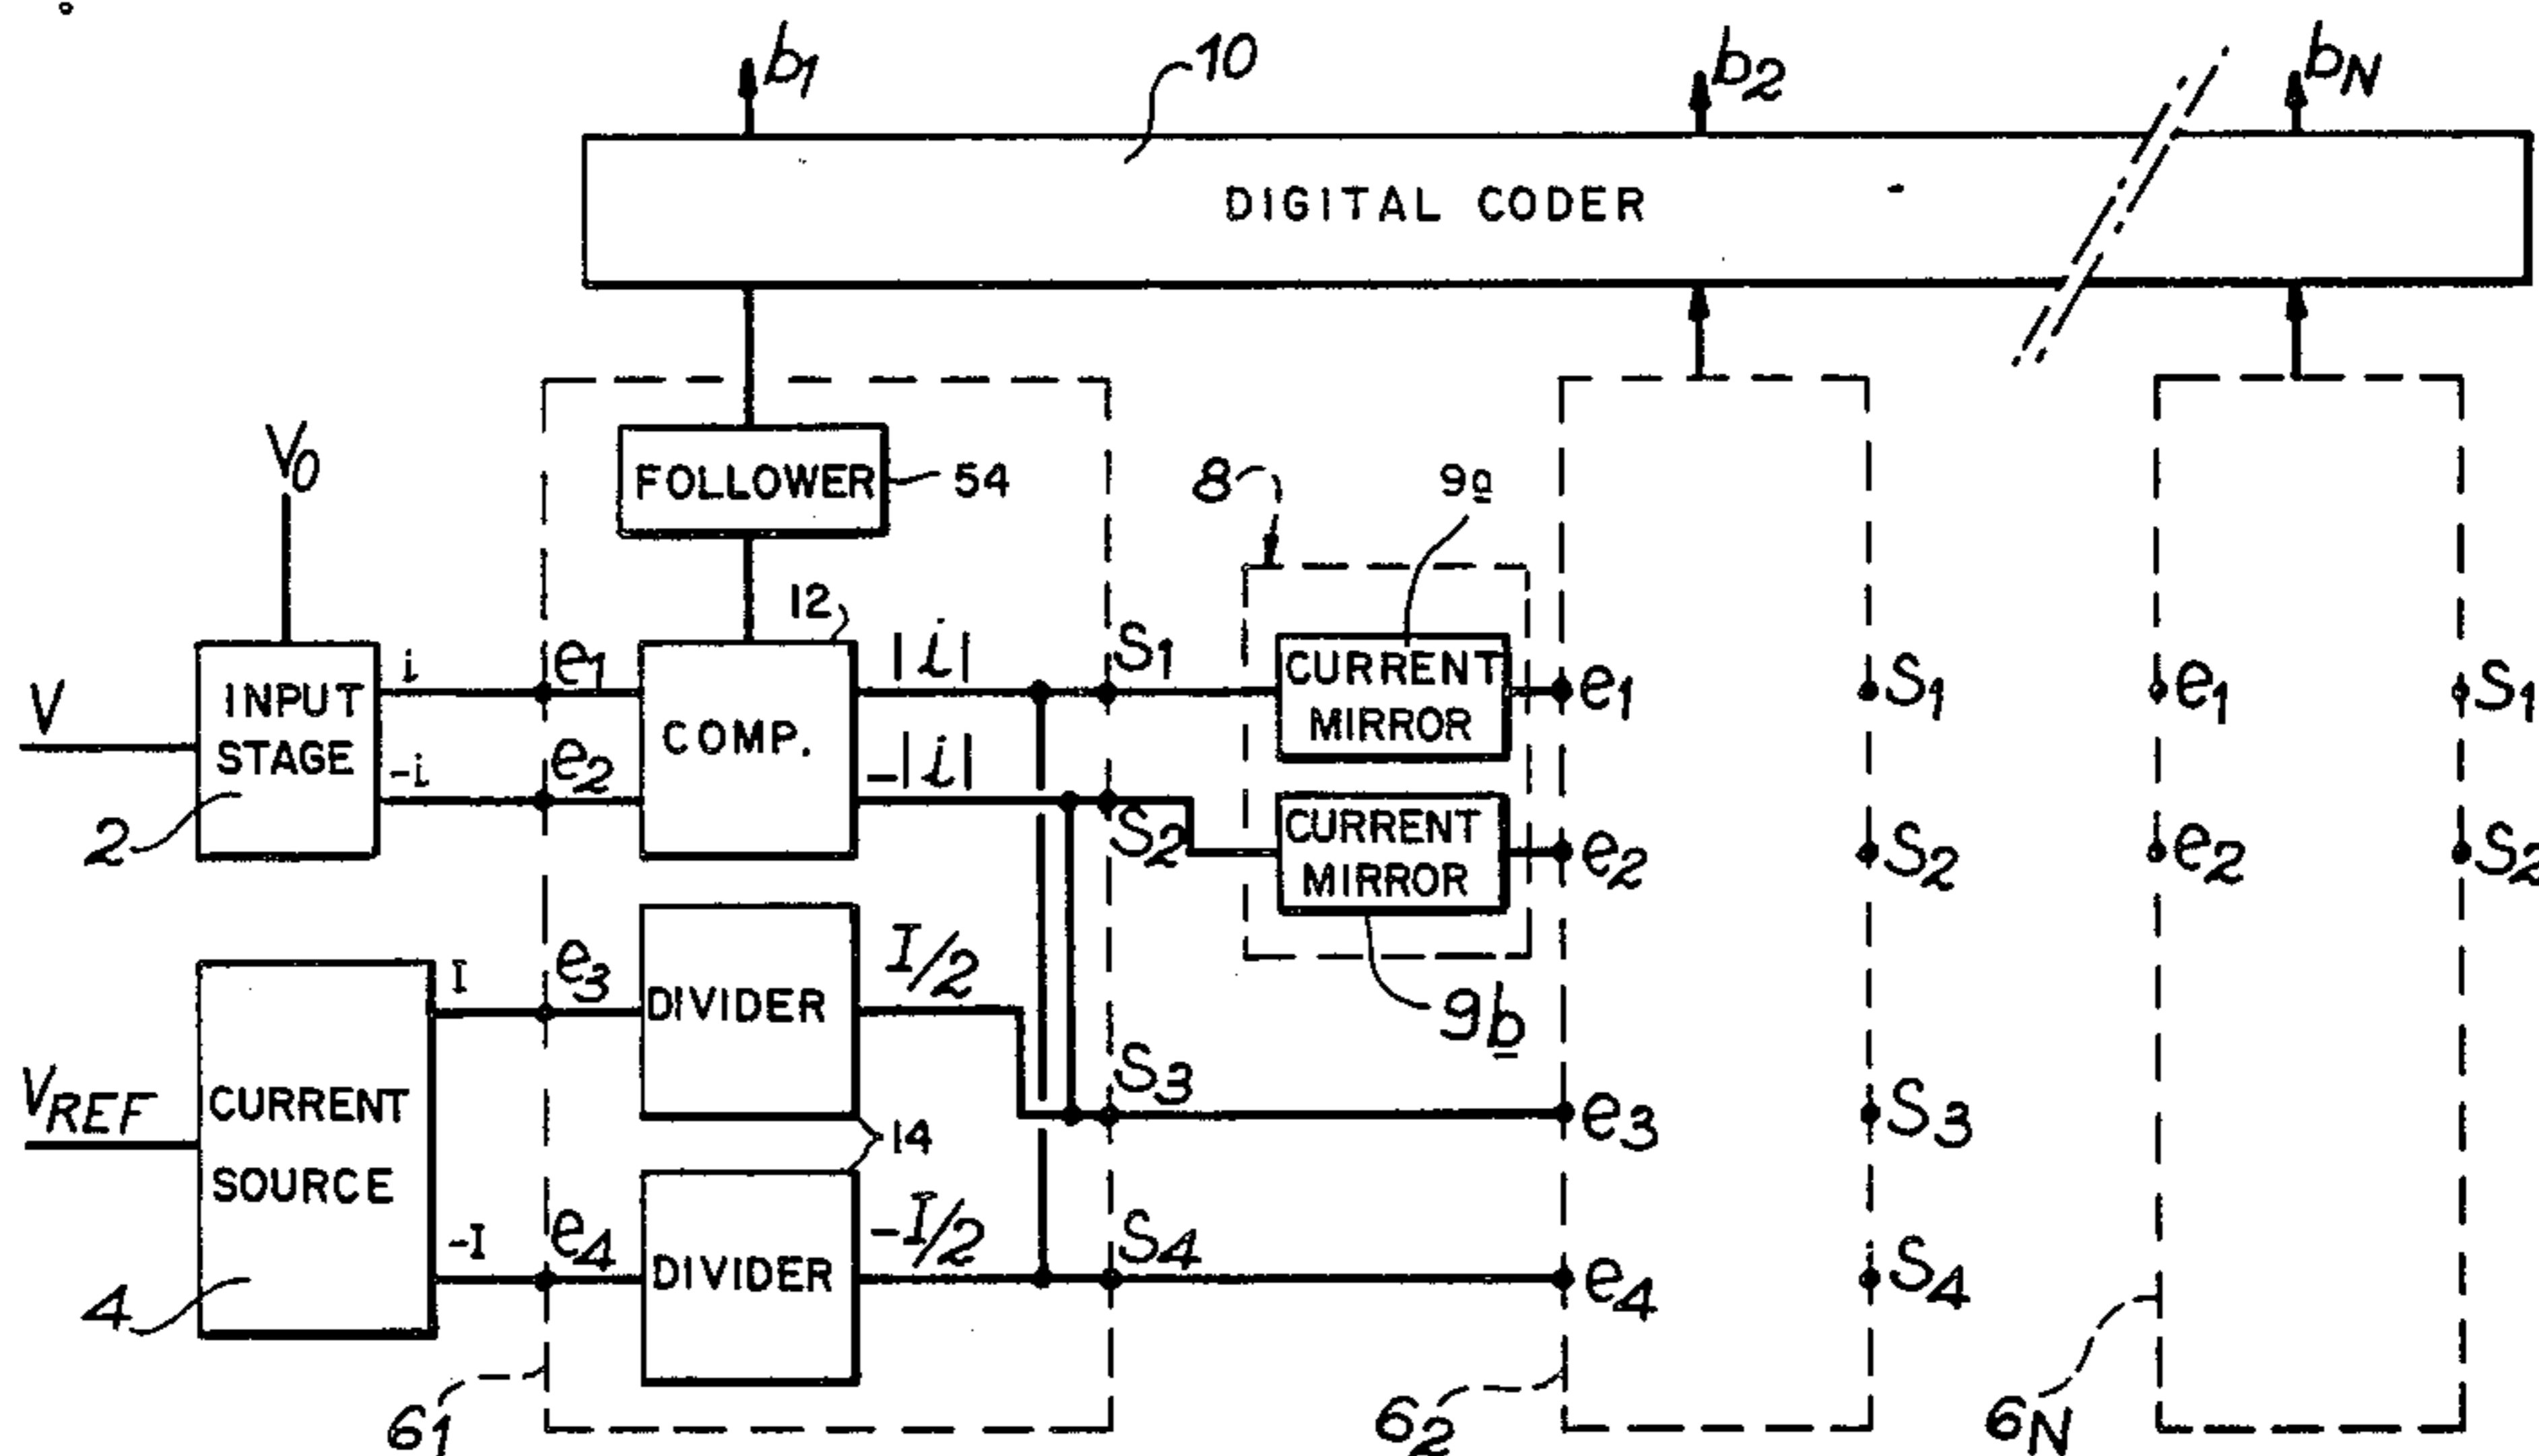 b1
10
b2
bN
DIGITAL CODER
V0
FOLLOWER
54
8
9a
12
V
INPUT
STAGE
2
i
-i
e1
e2
COMP.
|i|
-|i|
S1
S2
CURRENT
MIRROR
CURRENT
MIRROR
9b
e1
e2
S1
S2
e1
e2
S1
S2
VREF
CURRENT
SOURCE
4
I
-I
e3
e4
DIVIDER
14
DIVIDER
I/2
-I/2
S3
S4
e3
e4
S3
S4
61
62
6N